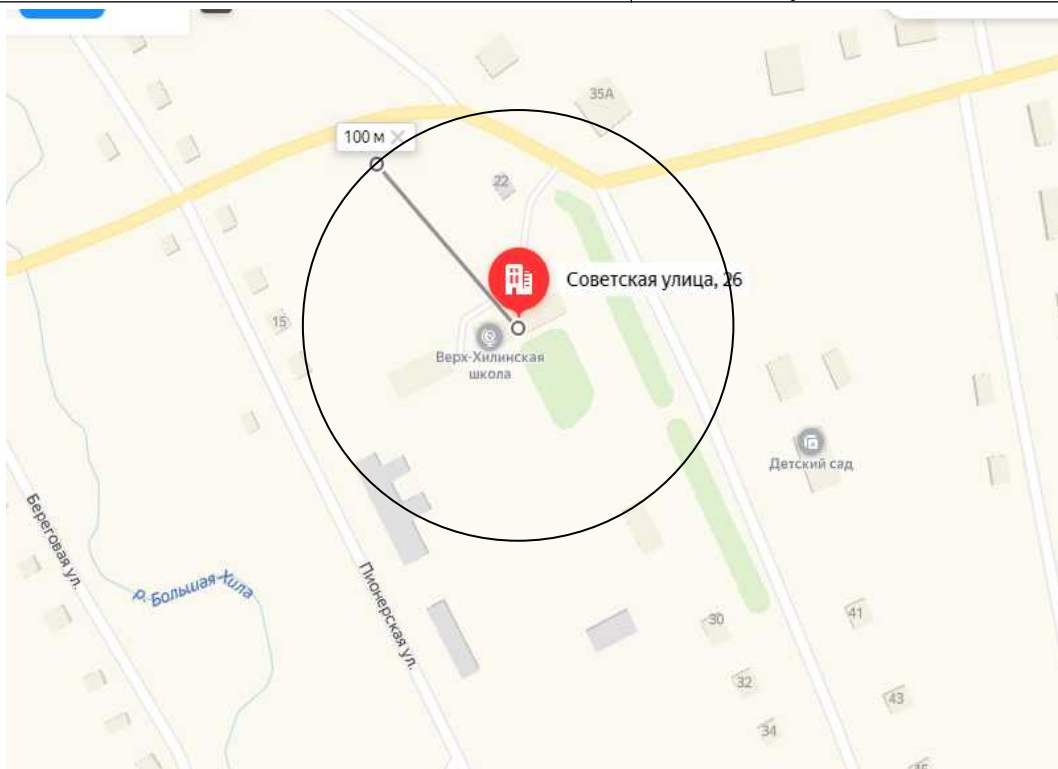 35А
100 м
22
Советская улица, 26
15
Верх-Хилинская
школа
Детский сад
Береговая ул.
р. Большая-Хила
Пионерская ул.
30
41
32
43
34